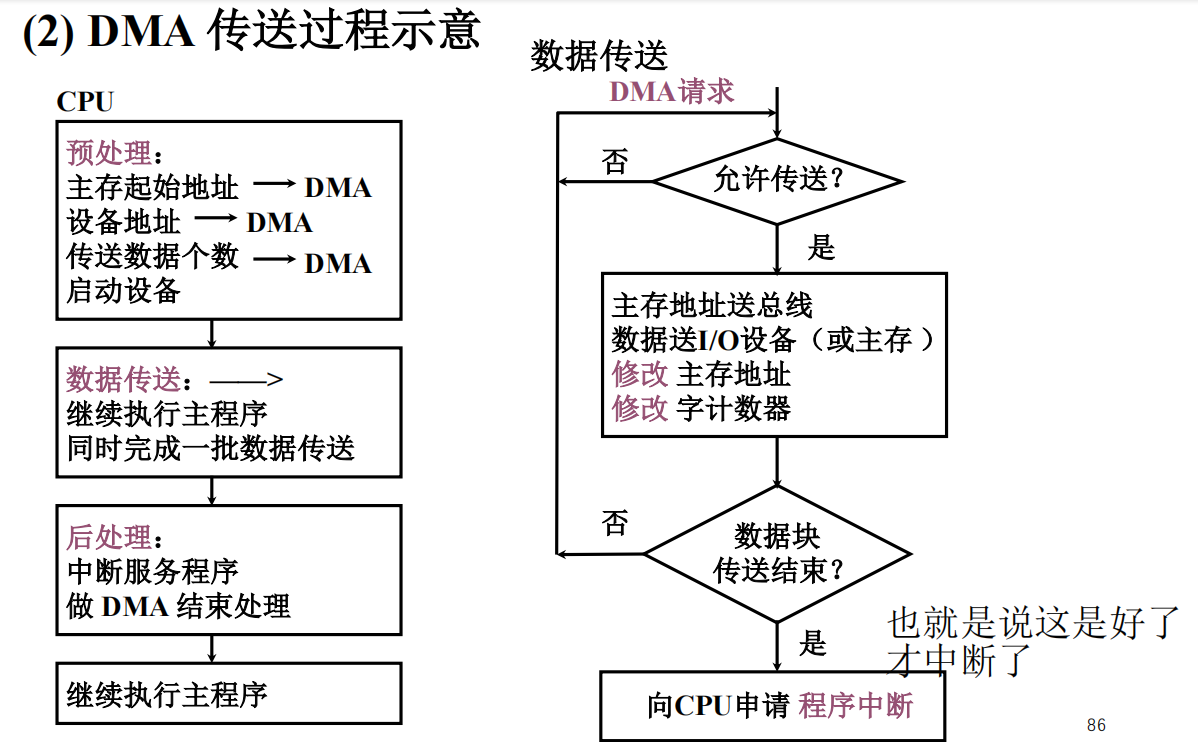 (2) DMA 传送过程示意
CPU
预处理：
主存起始地址 → DMA
设备地址 → DMA
传送数据个数 → DMA
启动设备
数据传送：——>
继续执行主程序
同时完成一批数据传送
后处理：
中断服务程序
做 DMA 结束处理
继续执行主程序
数据传送
DMA请求
允许传送？
否
是
主存地址送总线
数据送I/O设备（或主存 ）
修改 主存地址
修改 字计数器
数据块
传送结束？
否
是
向CPU申请 程序中断
也就是说这是好了
才中断了
86